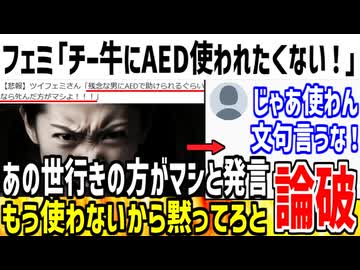 フェミ「チー牛にAED使われたくない！」
【悲報】ツイフェミさん「残念な男にAEDで助けられるぐらい
なら死んだ方がマシよ！！！」
じゃあ使わん
文句言うな！
あの世行きの方がマシと発言
もう使わないから黙ってろと
論破